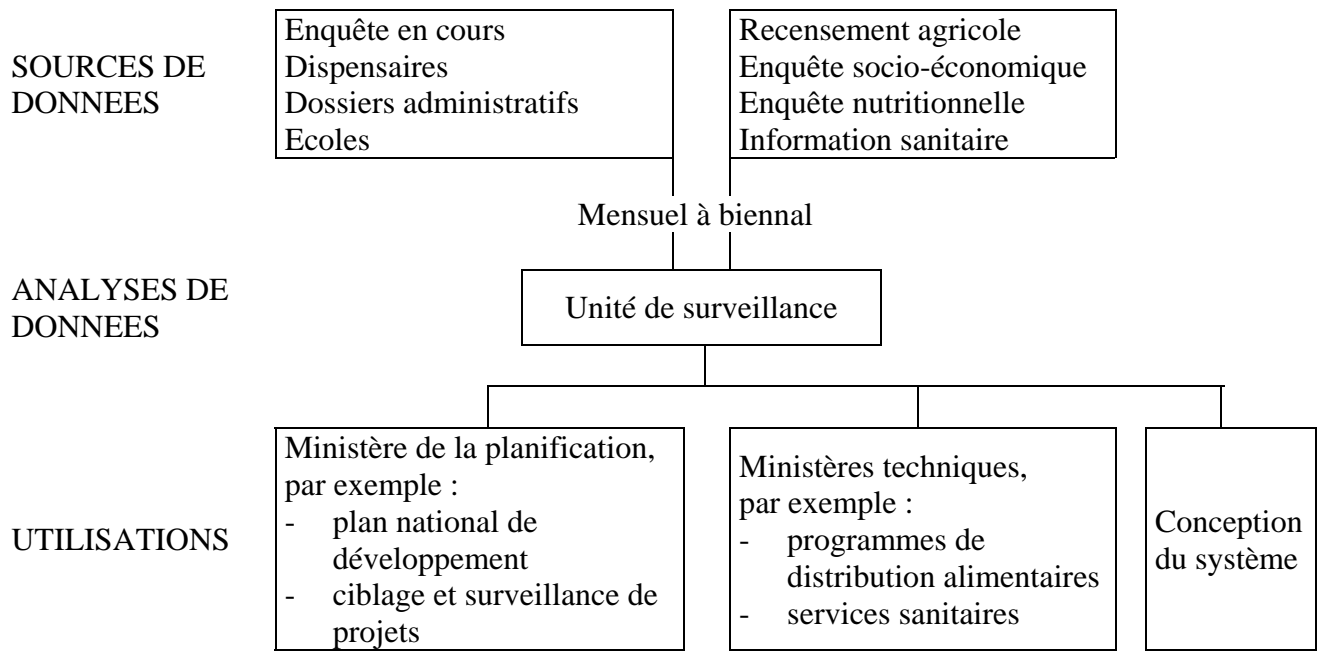 SOURCES DE
DONNEES
Enquête en cours
Dispensaires
Dossiers administratifs
Ecoles
Recensement agricole
Enquête socio-économique
Enquête nutritionnelle
Information sanitaire
Mensuel à biennal
ANALYSES DE
DONNEES
Unité de surveillance
UTILISATIONS
Ministère de la planification,
par exemple :
- plan national de
développement
- ciblage et surveillance de
projets
Ministères techniques,
par exemple :
- programmes de
distribution alimentaires
- services sanitaires
Conception
du système